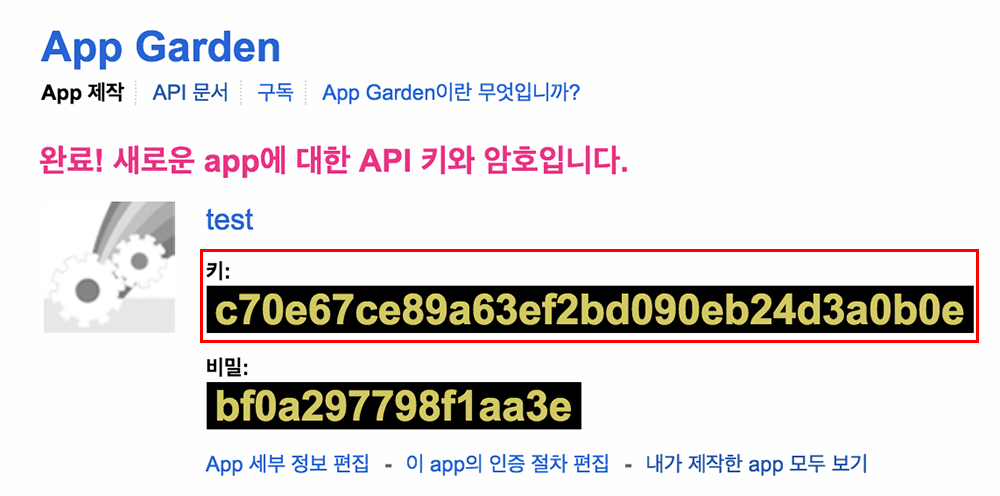 App Garden
App 제작 API 문서 구독 App Garden이란 무엇입니까?
완료! 새로운 app에 대한 API 키와 암호입니다.
test
키:
c70e67ce89a63ef2bd090eb24d3a0b0e
비밀:
bf0a297798f1aa3e
App 세부 정보 편집 - 이 app의 인증 절차 편집 - 내가 제작한 app 모두 보기